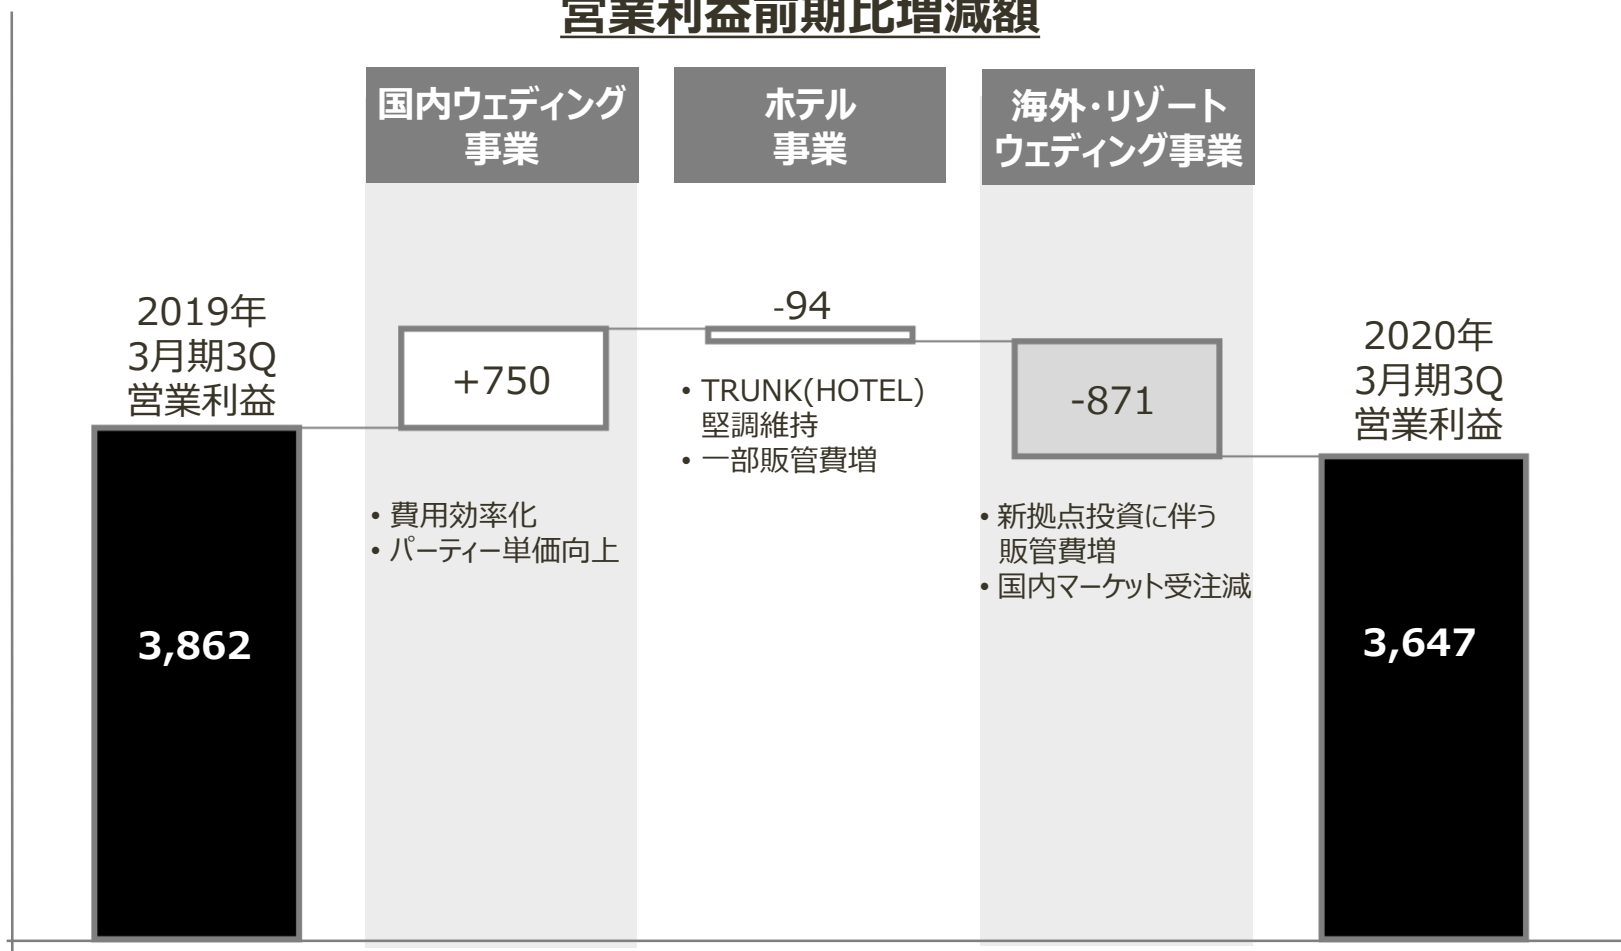 営業利益前期比増減額
国内ウェディング
事業
ホテル
事業
海外・リゾート
ウェディング事業
2019年
3月期3Q
営業利益
3,862
+750
• 費用効率化
• パーティー単価向上
-94
• TRUNK(HOTEL)
堅調維持
• 一部販管費増
-871
• 新拠点投資に伴う
販管費増
• 国内マーケット受注減
2020年
3月期3Q
営業利益
3,647